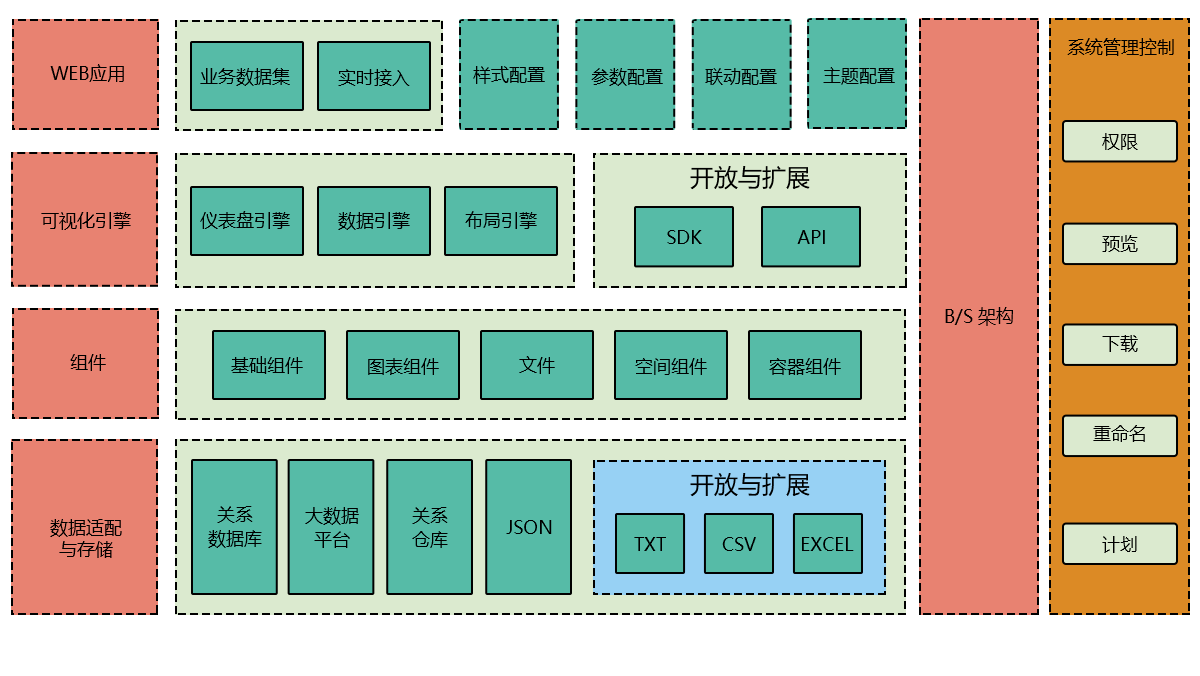 WEB应用
业务数据集
实时接入
样式配置
参数配置
联动配置
主题配置
可视化引擎
仪表盘引擎
数据引擎
布局引擎
开放与扩展
SDK
API
组件
基础组件
图表组件
文件
空间组件
容器组件
数据适配
与存储
关系
数据库
大数据
平台
关系
仓库
JSON
开放与扩展
TXT
CSV
EXCEL
B/S 架构
系统管理控制
权限
预览
下载
重命名
计划